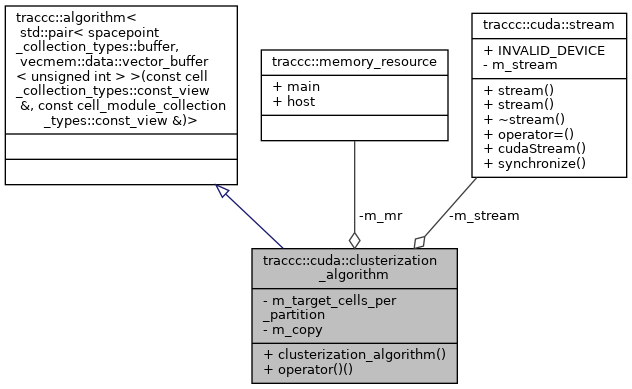 traccc::algorithm<
std::pair< spacepoint
_collection_types::buffer,
vecmem::data::vector_buffer
< unsigned int > >(const cell
_collection_types::const_view
&, const cell_module_collection
_types::const_view &)>
traccc::memory_resource
+ main
+ host
traccc::cuda::stream
+ INVALID_DEVICE
- m_stream
+ stream()
+ stream()
+ ~stream()
+ operator=()
+ cudaStream()
+ synchronize()
-m_mr
-m_stream
traccc::cuda::clusterization
_algorithm
- m_target_cells_per
_partition
- m_copy
+ clusterization_algorithm()
+ operator()()